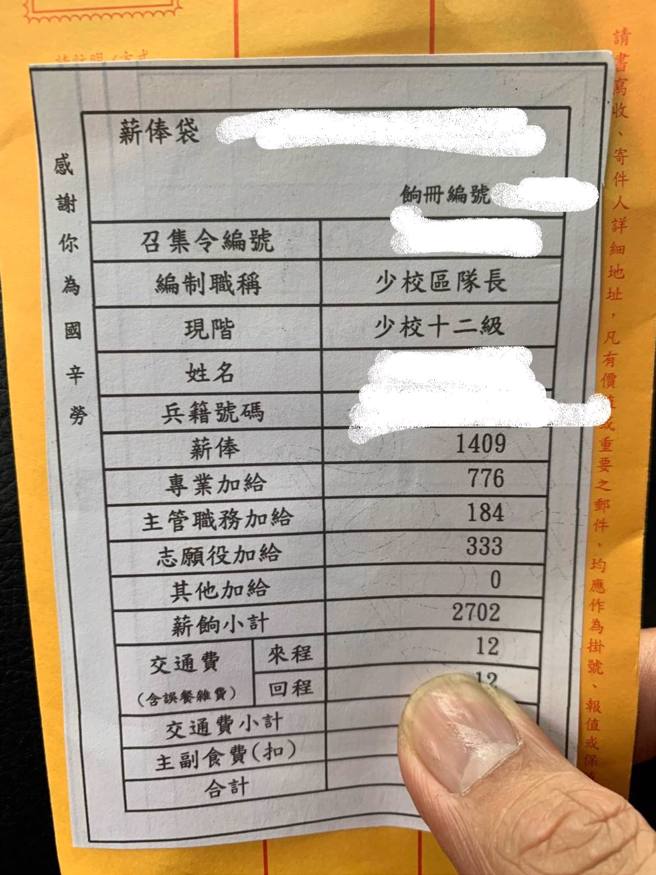 薪俸袋
餉冊編號
感謝你為國辛勞
召集令編號
編制職稱 少校區隊長
現階 少校十二級
姓名
兵籍號碼
薪俸 1409
專業加給 776
主管職務加給 184
志願役加給 333
其他加給 0
薪餉小計 2702
交通費 來程 12
(含誤餐雜費) 回程 12
交通費小計
主副食費(扣)
合計
請書寫收、寄件人詳細地址，凡有價證或重要之郵件、均應作為掛號、報值或保